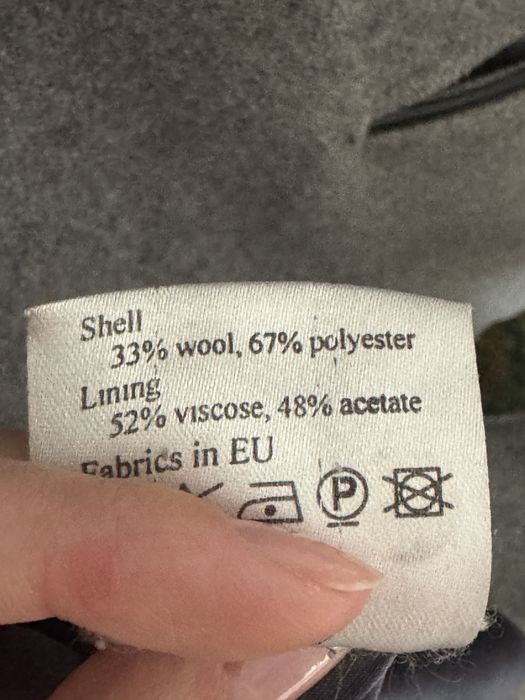 Shell
33% wool, 67% polyester
Lining
52% viscose, 48% acetate
Fabrics in EU
P